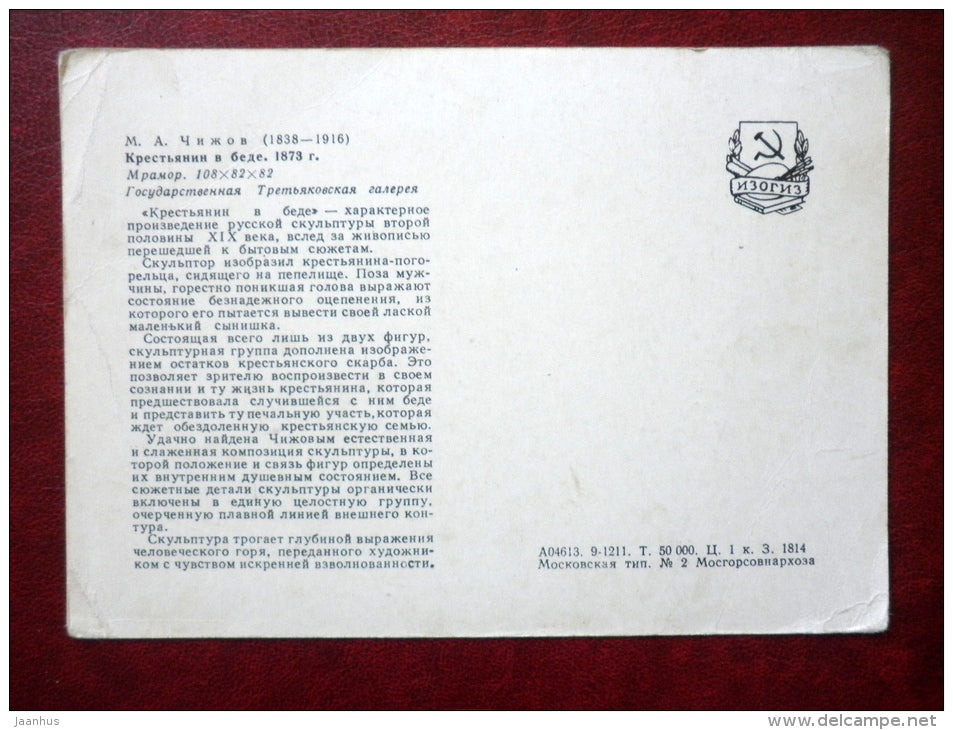 М. А. Чижов (1838—1916)
Крестьянин в беде. 1873 г.
Мрамор. 108×82×82
Государственная Третьяковская галерея
«Крестьянин в беде» — характерное
произведение русской скульптуры второй
половины XIX века, вслед за живописью
перешедшей к бытовым сюжетам.
Скульптор изобразил крестьянина-пого-
рельца, сидящего на пепелище. Поза муж-
чины, горестно поникшая голова выражают
состояние безнадежного оцепенения, из
которого его пытается вывести своей лаской
маленький сынишка.
Состоящая всего лишь из двух фигур,
скульптурная группа дополнена изображе-
нием остатков крестьянского скарба. Это
позволяет зрителю воспроизвести в своем
сознании и ту жизнь крестьянина, которая
предшествовала случившейся с ним беде
и представить ту печальную участь, которая
ждет обездоленную крестьянскую семью.
Удачно найдена Чижовым естественная
и слаженная композиция скульптуры, в ко-
торой положение и связь фигур определены
их внутренним душевным состоянием. Все
сюжетные детали скульптуры органически
включены в единую целостную группу,
очерченную плавной линией внешнего кон-
тура.
Скульптура трогает глубиной выражения
человеческого горя, переданного художни-
ком с чувством искренней взволнованности.
ИЗОГИЗ
А04613. 9-1211. Т. 50 000. Ц. 1 к. З. 1814
Московская тип. № 2 Мосгорсовнархоза
Jaanhus
delcampe.net